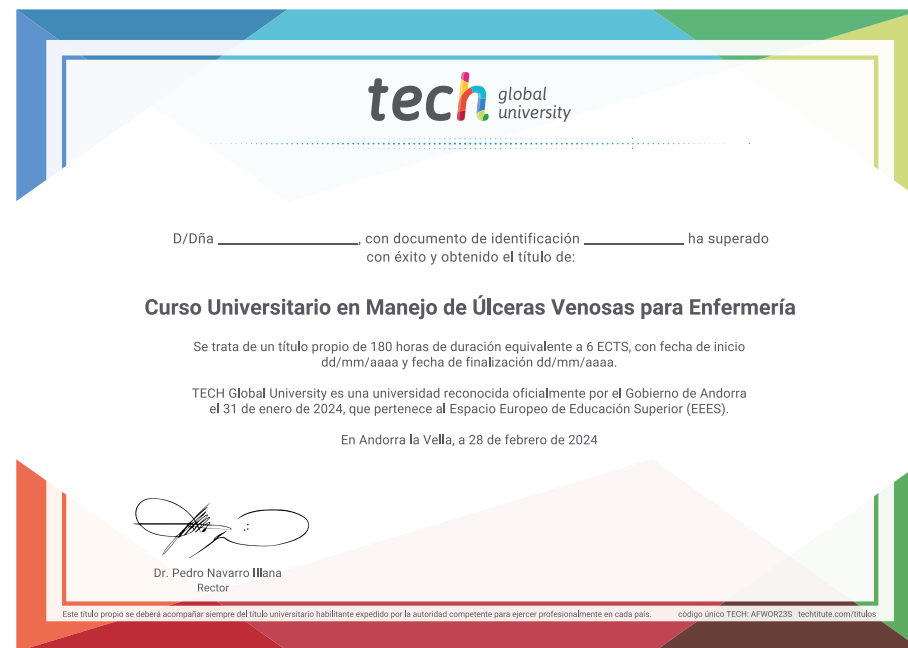 tech global
university
D/Dña ______________, con documento de identificación __________ ha superado
con éxito y obtenido el título de:
Curso Universitario en Manejo de Úlceras Venosas para Enfermería
Se trata de un título propio de 180 horas de duración equivalente a 6 ECTS, con fecha de inicio
dd/mm/aaaa y fecha de finalización dd/mm/aaaa.
TECH Global University es una universidad reconocida oficialmente por el Gobierno de Andorra
el 31 de enero de 2024, que pertenece al Espacio Europeo de Educación Superior (EEES).
En Andorra la Vella, a 28 de febrero de 2024
Dr. Pedro Navarro Illana
Rector
Este título propio se deberá acompañar siempre del título universitario habilitante expedido por la autoridad competente para ejercer profesionalmente en cada país. código único TECH: AFWOR23S techtitute.com/titulos